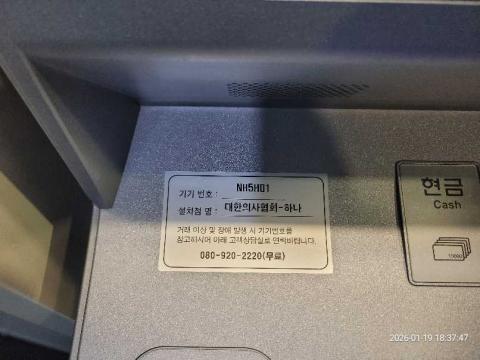 기기 번호 : NH5H01
설치점 명 : 대한의사협회-하나
거래 이상 및 장애 발생 시 기기번호를
참고하시어 아래 고객상담실로 연락바랍니다.
080-920-2220(무료)
현금
Cash
10000
2026-01-19 18:37:47